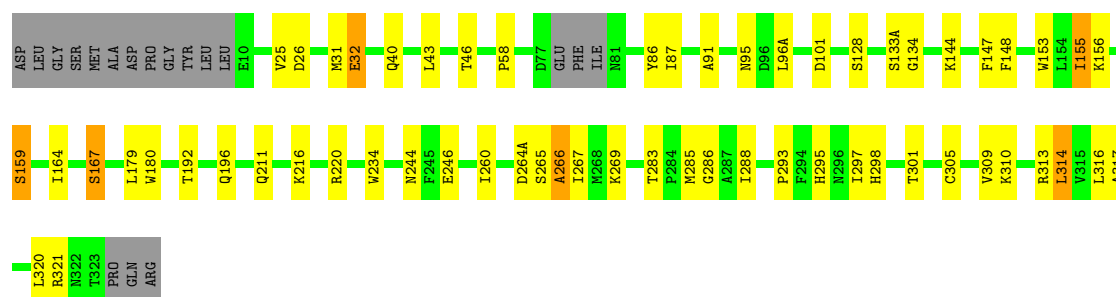 ASP LEU GLY SER MET ALA ASP PRO GLY TYR LEU LEU E10 V25 D26 M31 E32 Q40 L43 T46 P58 D77 GLU PHE ILE N81 Y86 I87 A91 N95 D96 L96A D101 S128 S133A G134 K144 F147 F148 W153 L154 I155 K156
S159 I164 S167 L179 W180 T192 Q196 Q211 K216 R220 W234 N244 F245 E246 I260 D264A S265 A266 I267 M268 K269 T283 P284 M285 G286 A287 I288 P293 F294 H295 N296 I297 H298 T301 C305 V309 K310 R313 L314 V315 L316 A317
L320 R321 N322 T323 PRO GLN ARG